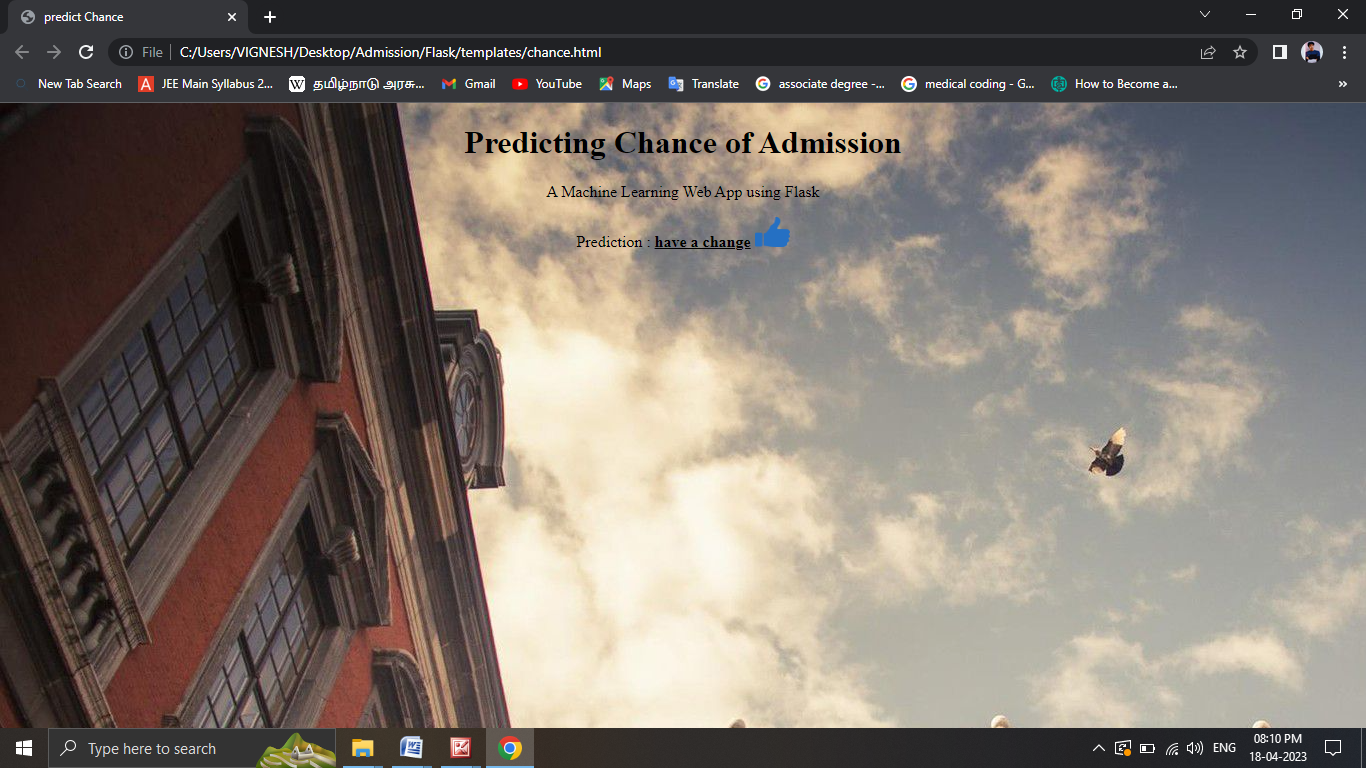 predict Chance
File
C:/Users/VIGNESH/Desktop/Admission/Flask/templates/chance.html
New Tab Search
A JEE Main Syllabus 2...
W தமிழ்நாடு அரசு...
Gmail
YouTube
Maps
Translate
G associate degree -...
G medical coding - G...
How to Become a...
»
Predicting Chance of Admission
A Machine Learning Web App using Flask
Prediction : have a change
Type here to search
W
ENG
08:10 PM
18-04-2023